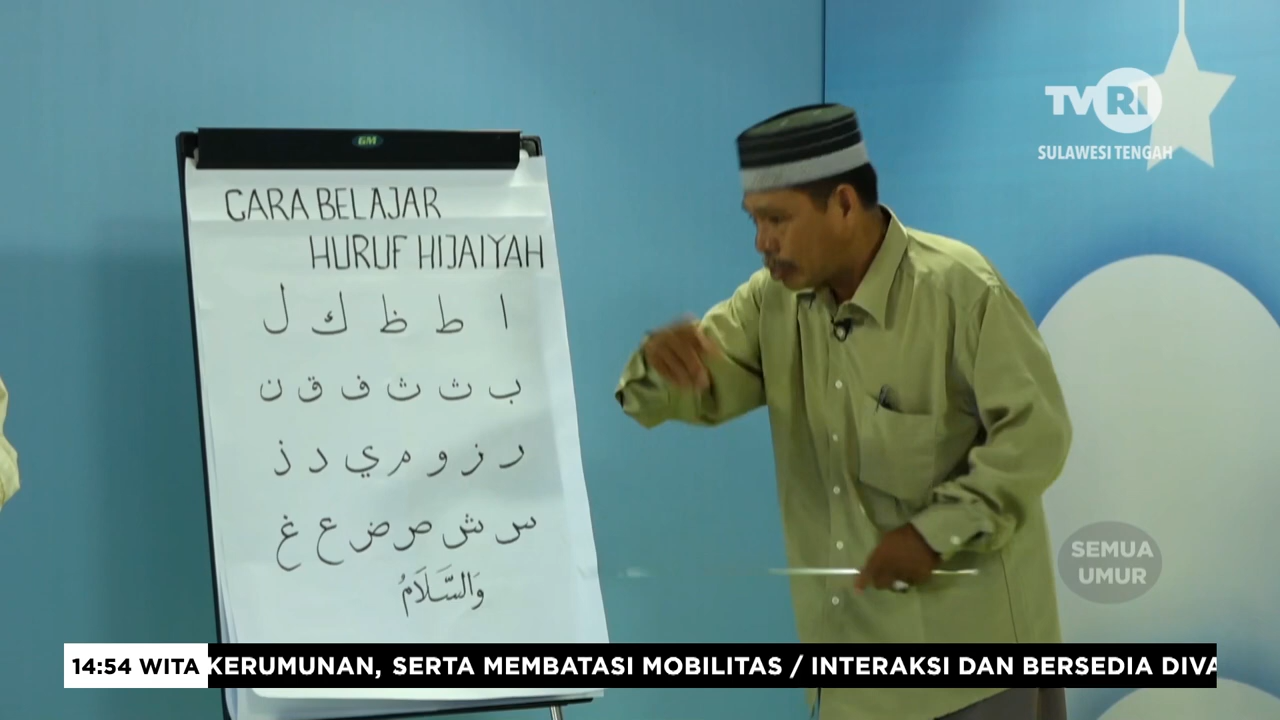 GM
CARA BELAJAR
HURUF HIJAIYAH
ا ط ظ ك ل
ب ث ث ف ق ن
ر ز و م ي د ذ
س ش ص ض ع غ
وَالسَّلَامُ
TVRI
SULAWESI TENGAH
SEMUA
UMUR
14:54 WITA KERUMUNAN, SERTA MEMBATASI MOBILITAS / INTERAKSI DAN BERSEDIA DIVA